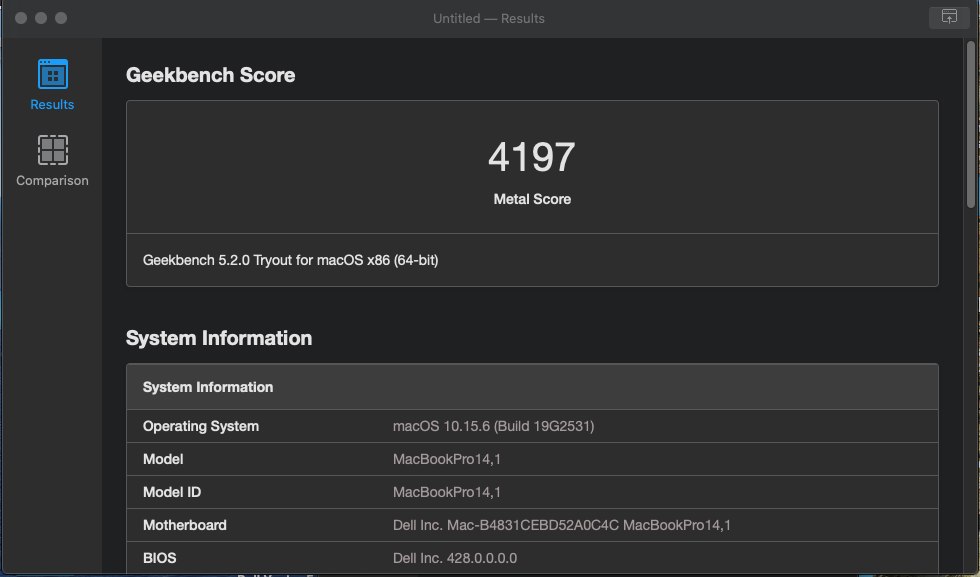 Untitled — Results
Results
Comparison
Geekbench Score
4197
Metal Score
Geekbench 5.2.0 Tryout for macOS x86 (64-bit)
System Information
System Information
Operating System macOS 10.15.6 (Build 19G2531)
Model MacBookPro14,1
Model ID MacBookPro14,1
Motherboard Dell Inc. Mac-B4831CEBD52A0C4C MacBookPro14,1
BIOS Dell Inc. 428.0.0.0.0